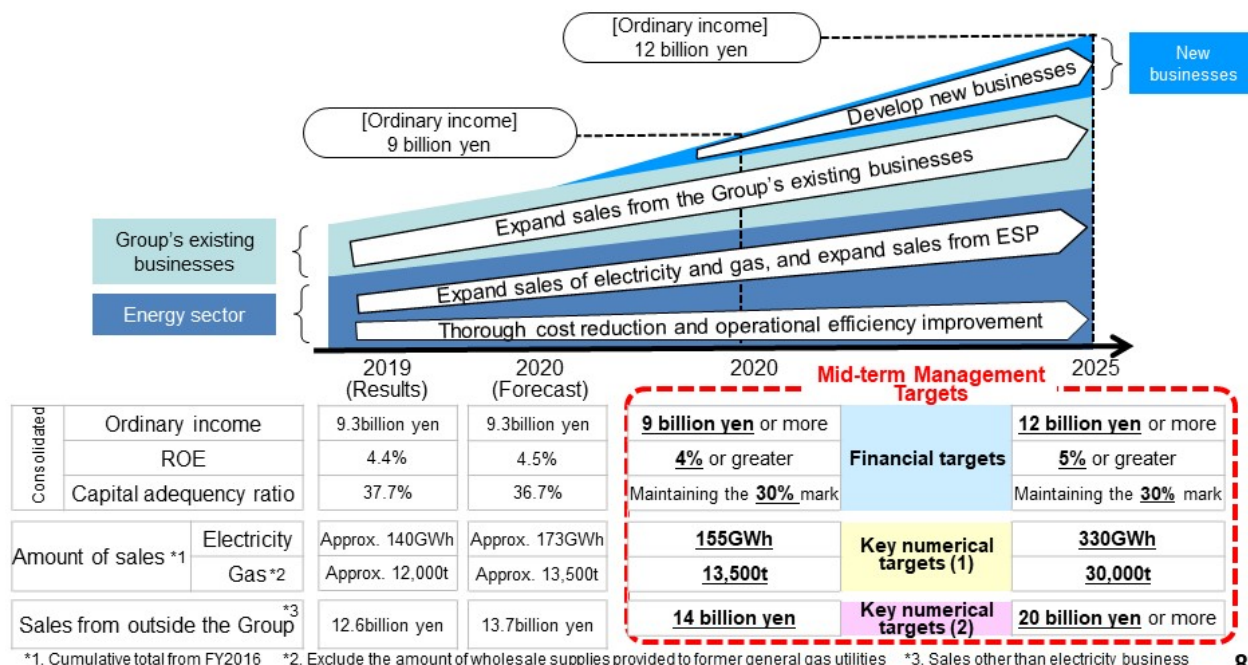 [Ordinary income]
12 billion yen
New
businesses
Develop new businesses
[Ordinary income]
9 billion yen
Expand sales from the Group's existing businesses
Group's existing
businesses
Expand sales of electricity and gas, and expand sales from ESP
Energy sector
Thorough cost reduction and operational efficiency improvement
2019
(Results)
2020
(Forecast)
2020
2025
Mid-term Management
Targets
Consolidated
Ordinary income 9.3billion yen 9.3billion yen 9 billion yen or more Financial targets 12 billion yen or more
ROE 4.4% 4.5% 4% or greater 5% or greater
Capital adequency ratio 37.7% 36.7% Maintaining the 30% mark Maintaining the 30% mark
Amount of sales *1
Electricity Approx. 140GWh Approx. 173GWh 155GWh Key numerical targets (1) 330GWh
Gas*2 Approx. 12,000t Approx. 13,500t 13,500t 30,000t
Sales from outside the Group*3 12.6billion yen 13.7billion yen 14 billion yen Key numerical targets (2) 20 billion yen or more
*1. Cumulative total from FY2016 *2. Exclude the amount of wholesale supplies provided to former general gas utilities *3. Sales other than electricity business